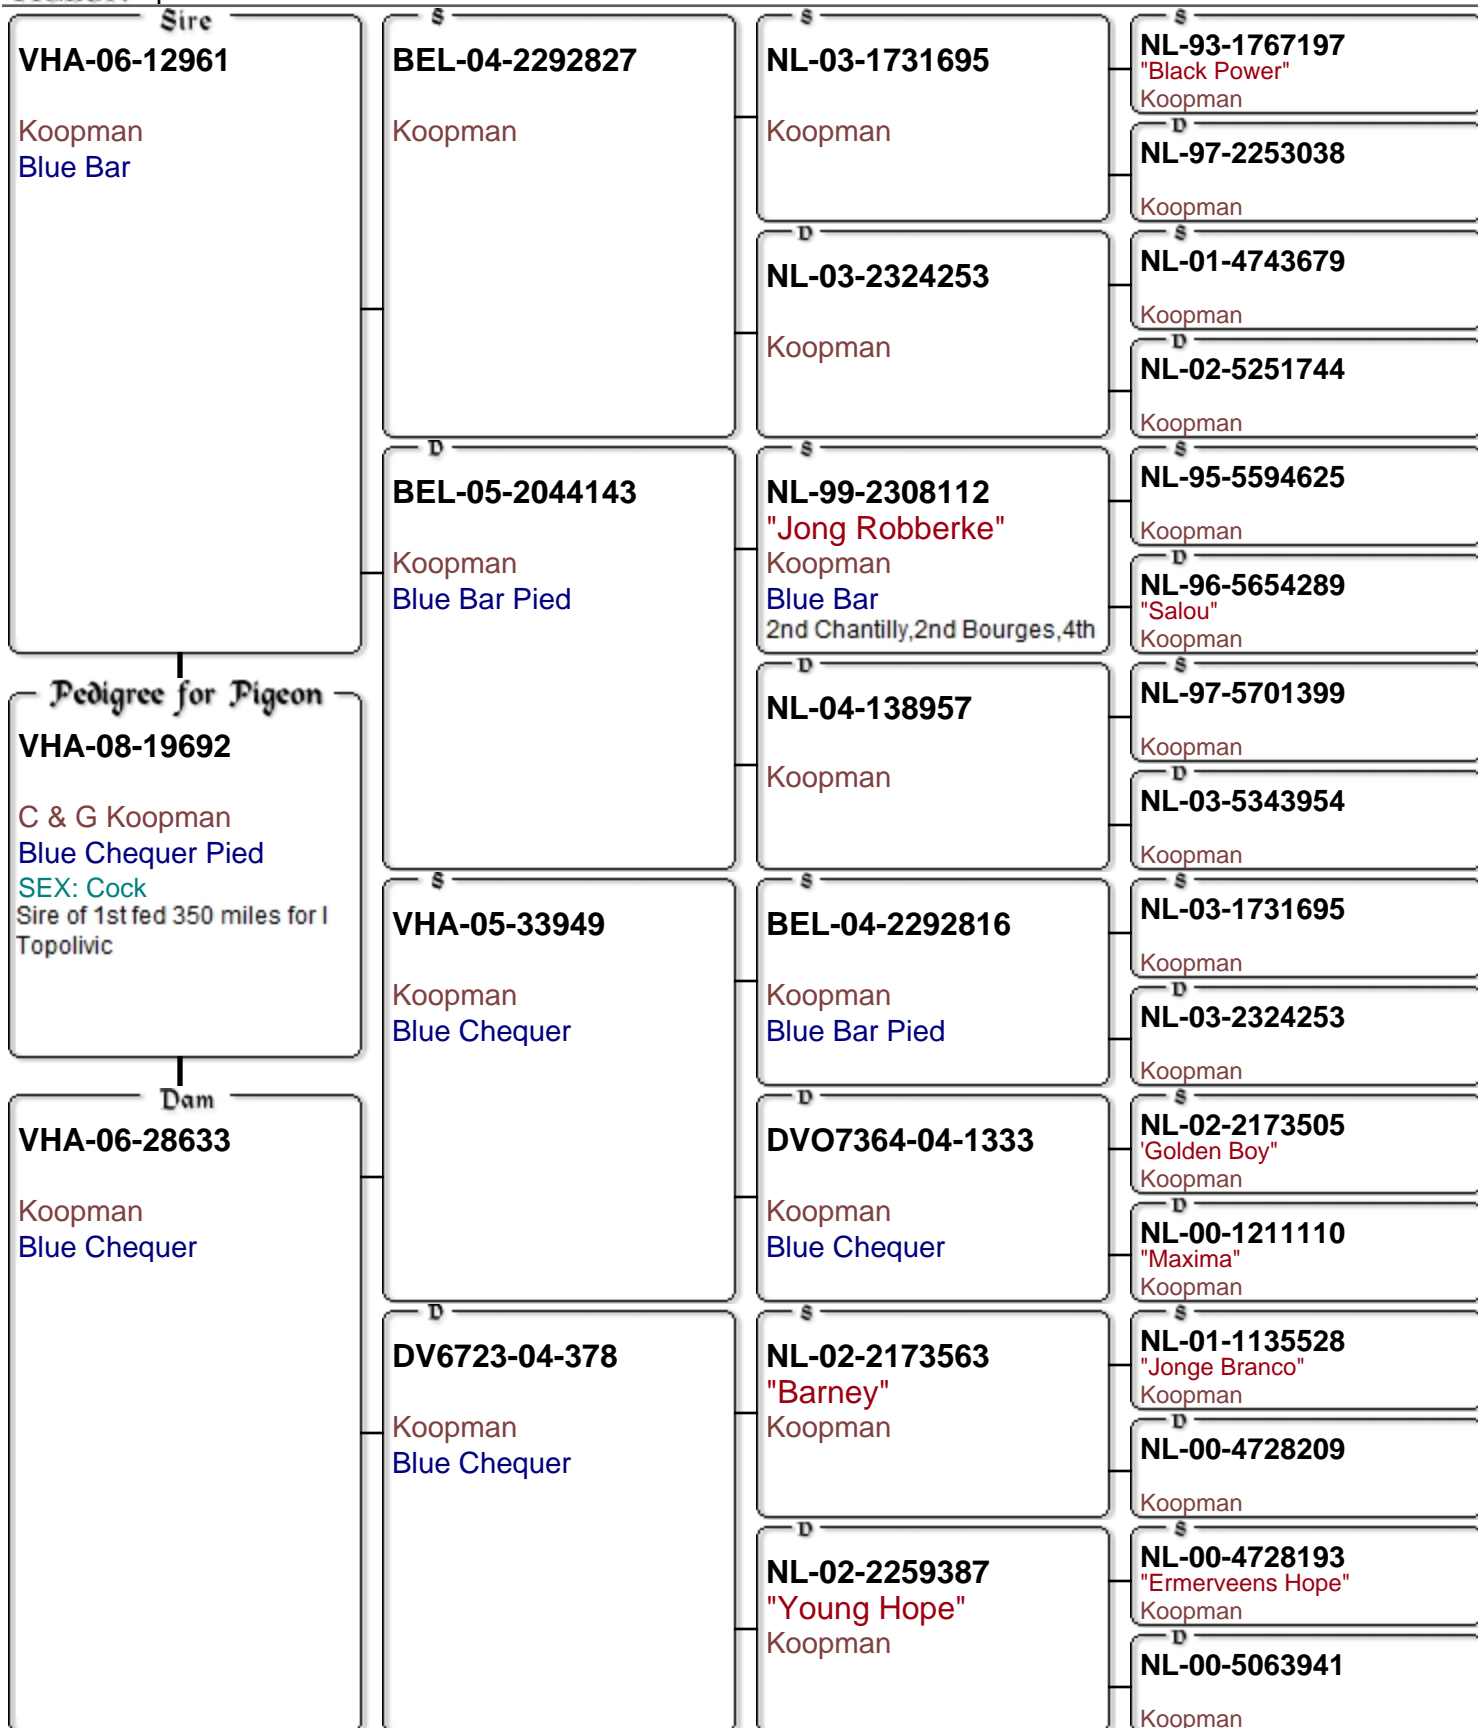 Sire
VHA-06-12961
Koopman
Blue Bar
Pedigree for Pigeon
VHA-08-19692
C & G Koopman
Blue Chequer Pied
SEX: Cock
Sire of 1st fed 350 miles for I
Topolivic
Dam
VHA-06-28633
Koopman
Blue Chequer
S
BEL-04-2292827
Koopman
D
BEL-05-2044143
Koopman
Blue Bar Pied
S
VHA-05-33949
Koopman
Blue Chequer
D
DV6723-04-378
Koopman
Blue Chequer
S
NL-03-1731695
Koopman
D
NL-03-2324253
Koopman
S
NL-99-2308112
"Jong Robberke"
Koopman
Blue Bar
2nd Chantilly,2nd Bourges,4th
D
NL-04-138957
Koopman
S
BEL-04-2292816
Koopman
Blue Bar Pied
D
DVO7364-04-1333
Koopman
Blue Chequer
S
NL-02-2173563
"Barney"
Koopman
D
NL-02-2259387
"Young Hope"
Koopman
S
NL-93-1767197
"Black Power"
Koopman
D
NL-97-2253038
Koopman
S
NL-01-4743679
Koopman
D
NL-02-5251744
Koopman
S
NL-95-5594625
Koopman
D
NL-96-5654289
"Salou"
Koopman
S
NL-97-5701399
Koopman
D
NL-03-5343954
Koopman
S
NL-03-1731695
Koopman
D
NL-03-2324253
Koopman
S
NL-02-2173505
'Golden Boy"
Koopman
D
NL-00-1211110
"Maxima"
Koopman
S
NL-01-1135528
"Jonge Branco"
Koopman
D
NL-00-4728209
Koopman
S
NL-00-4728193
"Ermerveens Hope"
Koopman
D
NL-00-5063941
Koopman